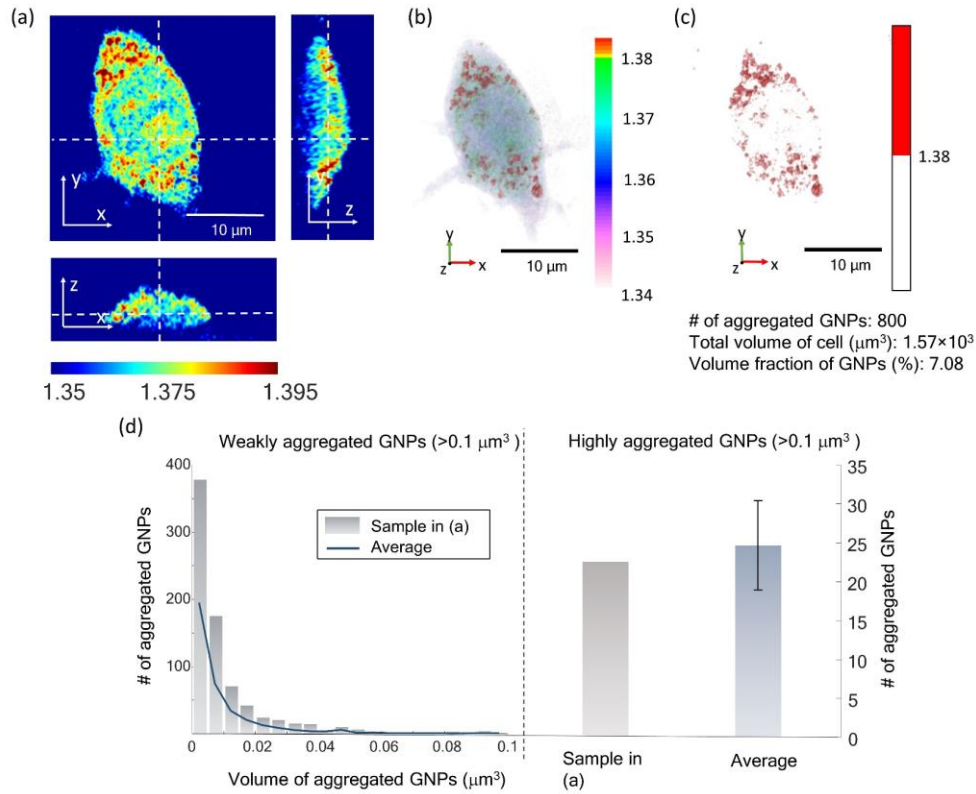 (a)
y
x
10 μm
z
z
x
1.35 1.375 1.395
(b)
1.38
1.37
1.36
1.35
1.34
y
z x
10 μm
(c)
1.38
y
z x
10 μm
# of aggregated GNPs: 800
Total volume of cell (μm³): 1.57×10³
Volume fraction of GNPs (%): 7.08
(d)
Weakly aggregated GNPs (>0.1 μm³ )
# of aggregated GNPs
400
300
200
100
0 0.02 0.04 0.06 0.08 0.1
Volume of aggregated GNPs (μm³)
Sample in (a)
Average
Highly aggregated GNPs (>0.1 μm³ )
35
30
25
20
15
10
5
0
# of aggregated GNPs
Sample in
(a)
Average